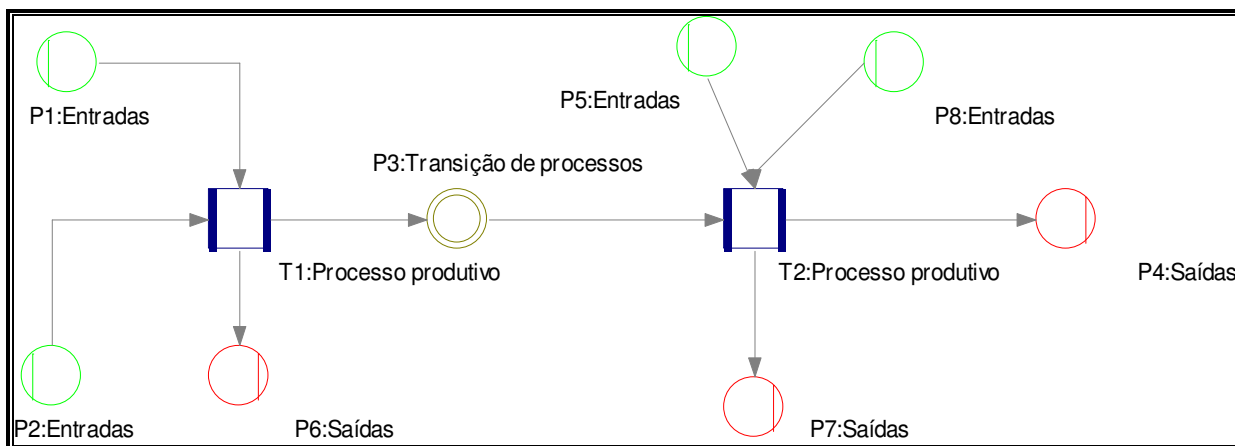 P5:Entradas
P1:Entradas
P8:Entradas
P3:Transição de processos
T1:Processo produtivo
T2:Processo produtivo
P4:Saídas
P2:Entradas
P6:Saídas
P7:Saídas